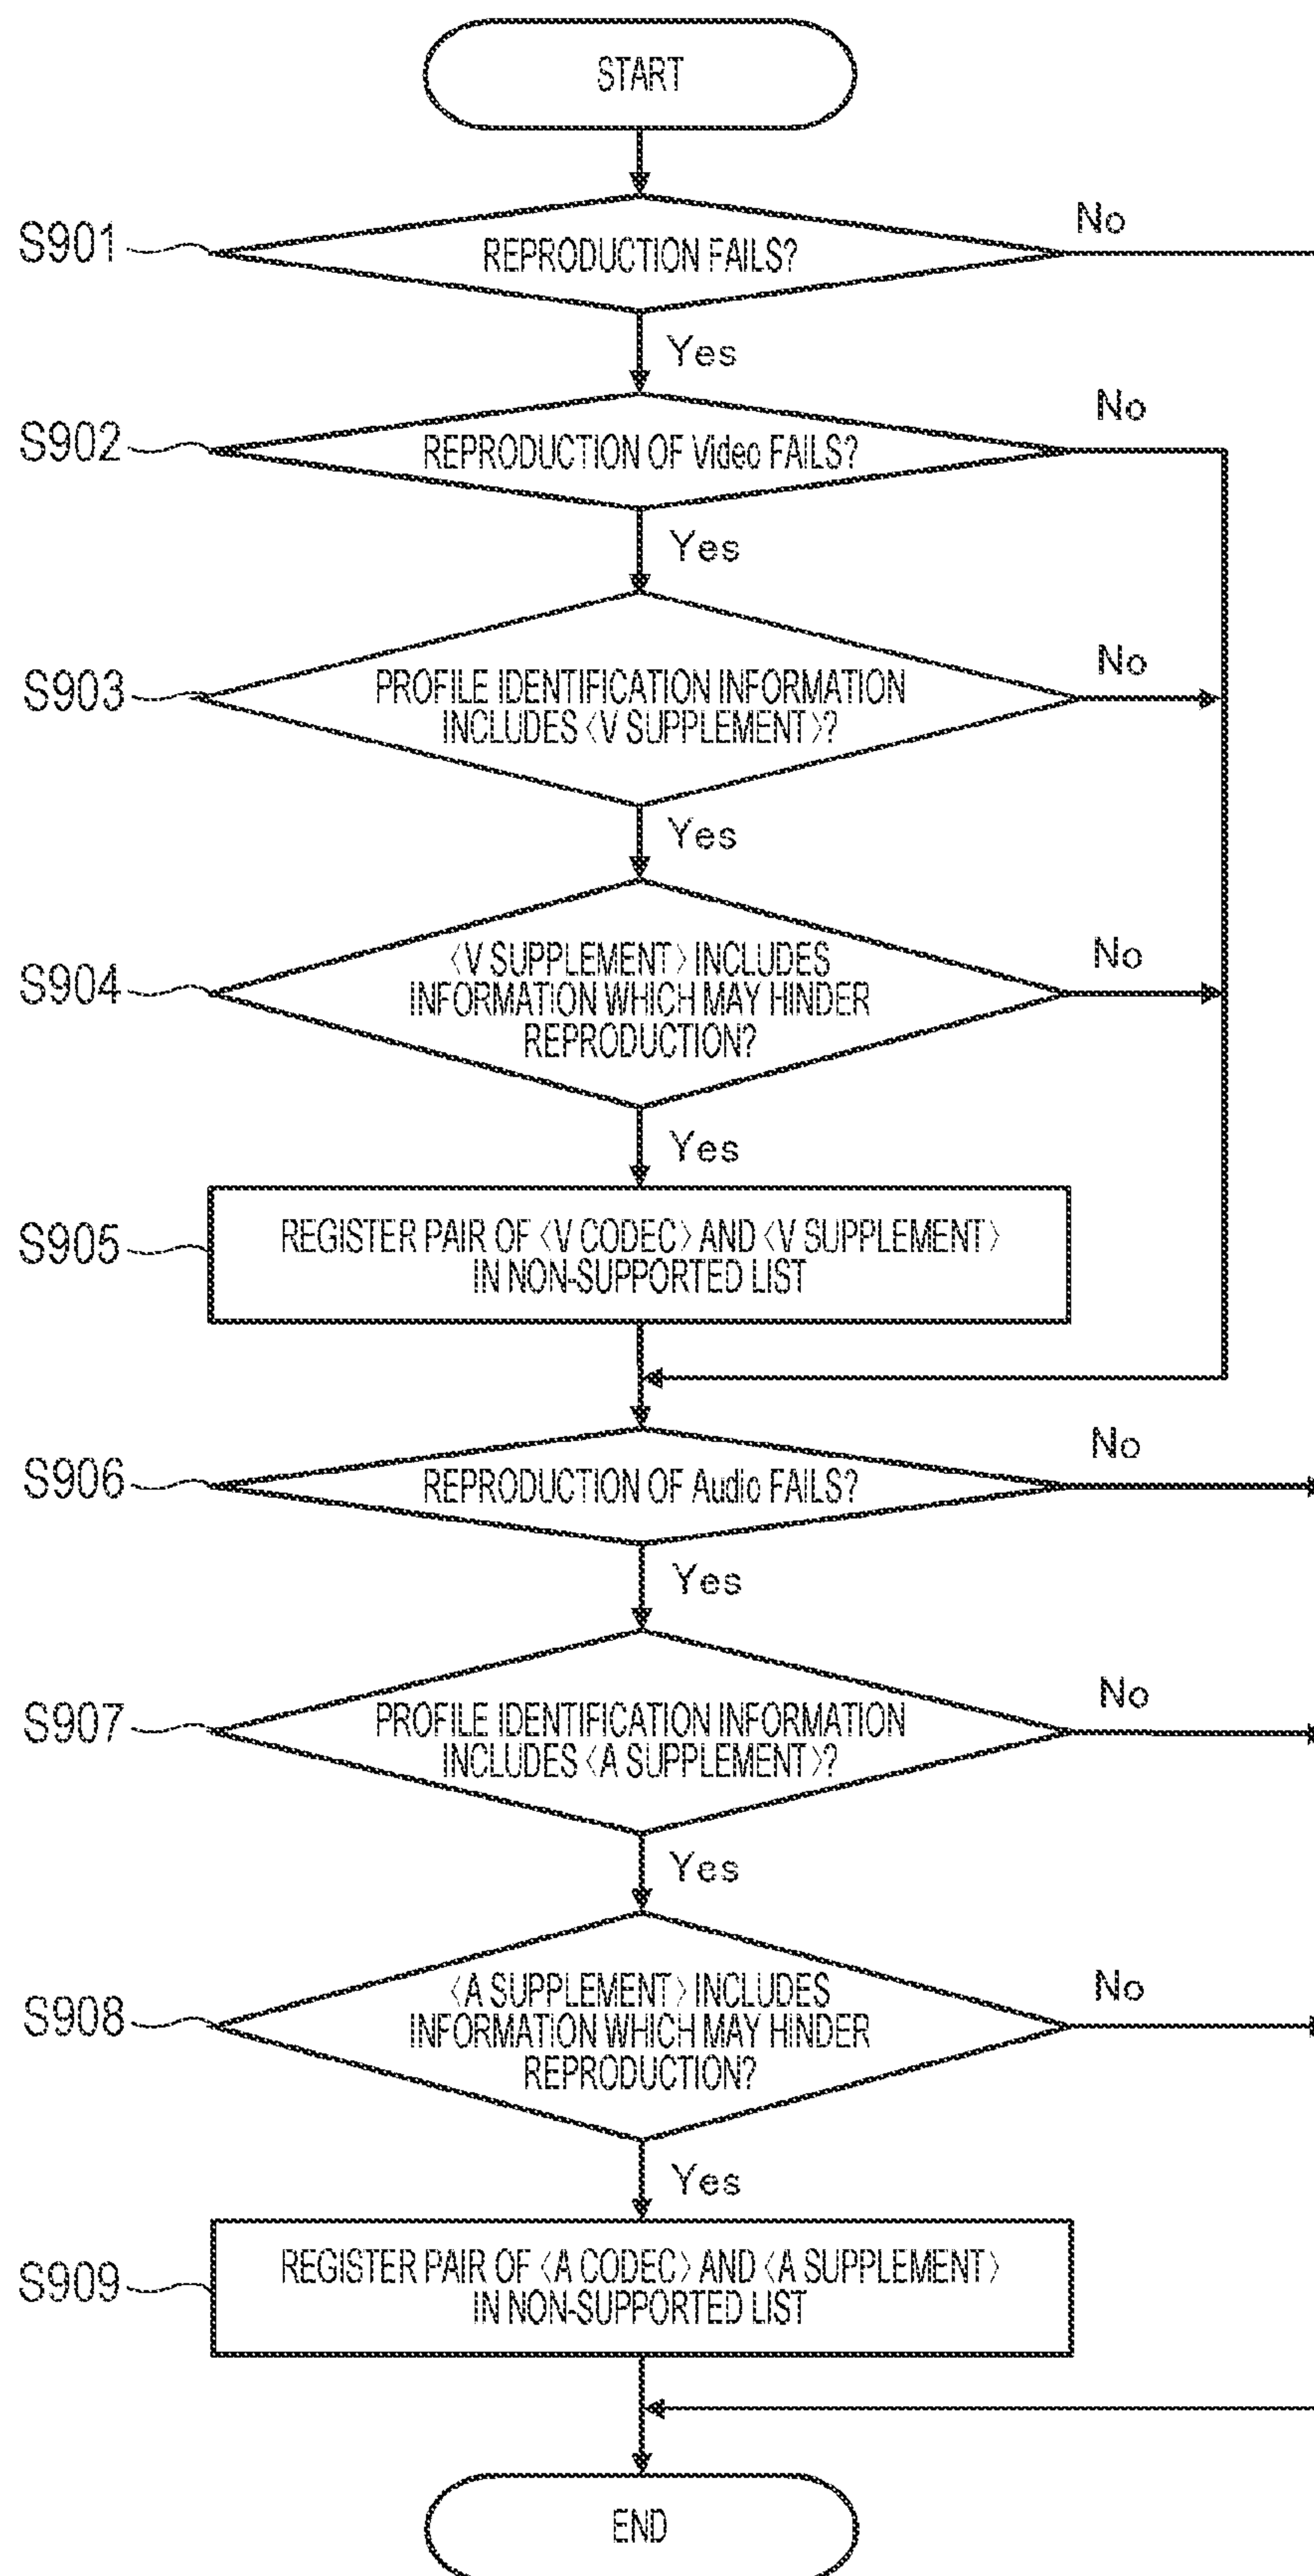 START
S901
REPRODUCTION FAILS?
No
Yes
S902
REPRODUCTION OF Video FAILS?
No
Yes
S903
PROFILE IDENTIFICATION INFORMATION
INCLUDES <V SUPPLEMENT>?
No
Yes
S904
<V SUPPLEMENT> INCLUDES
INFORMATION WHICH MAY HINDER
REPRODUCTION?
No
Yes
S905
REGISTER PAIR OF <V CODEC> AND <V SUPPLEMENT>
IN NON-SUPPORTED LIST
S906
REPRODUCTION OF Audio FAILS?
No
Yes
S907
PROFILE IDENTIFICATION INFORMATION
INCLUDES <A SUPPLEMENT>?
No
Yes
S908
<A SUPPLEMENT> INCLUDES
INFORMATION WHICH MAY HINDER
REPRODUCTION?
No
Yes
S909
REGISTER PAIR OF <A CODEC> AND <A SUPPLEMENT>
IN NON-SUPPORTED LIST
END